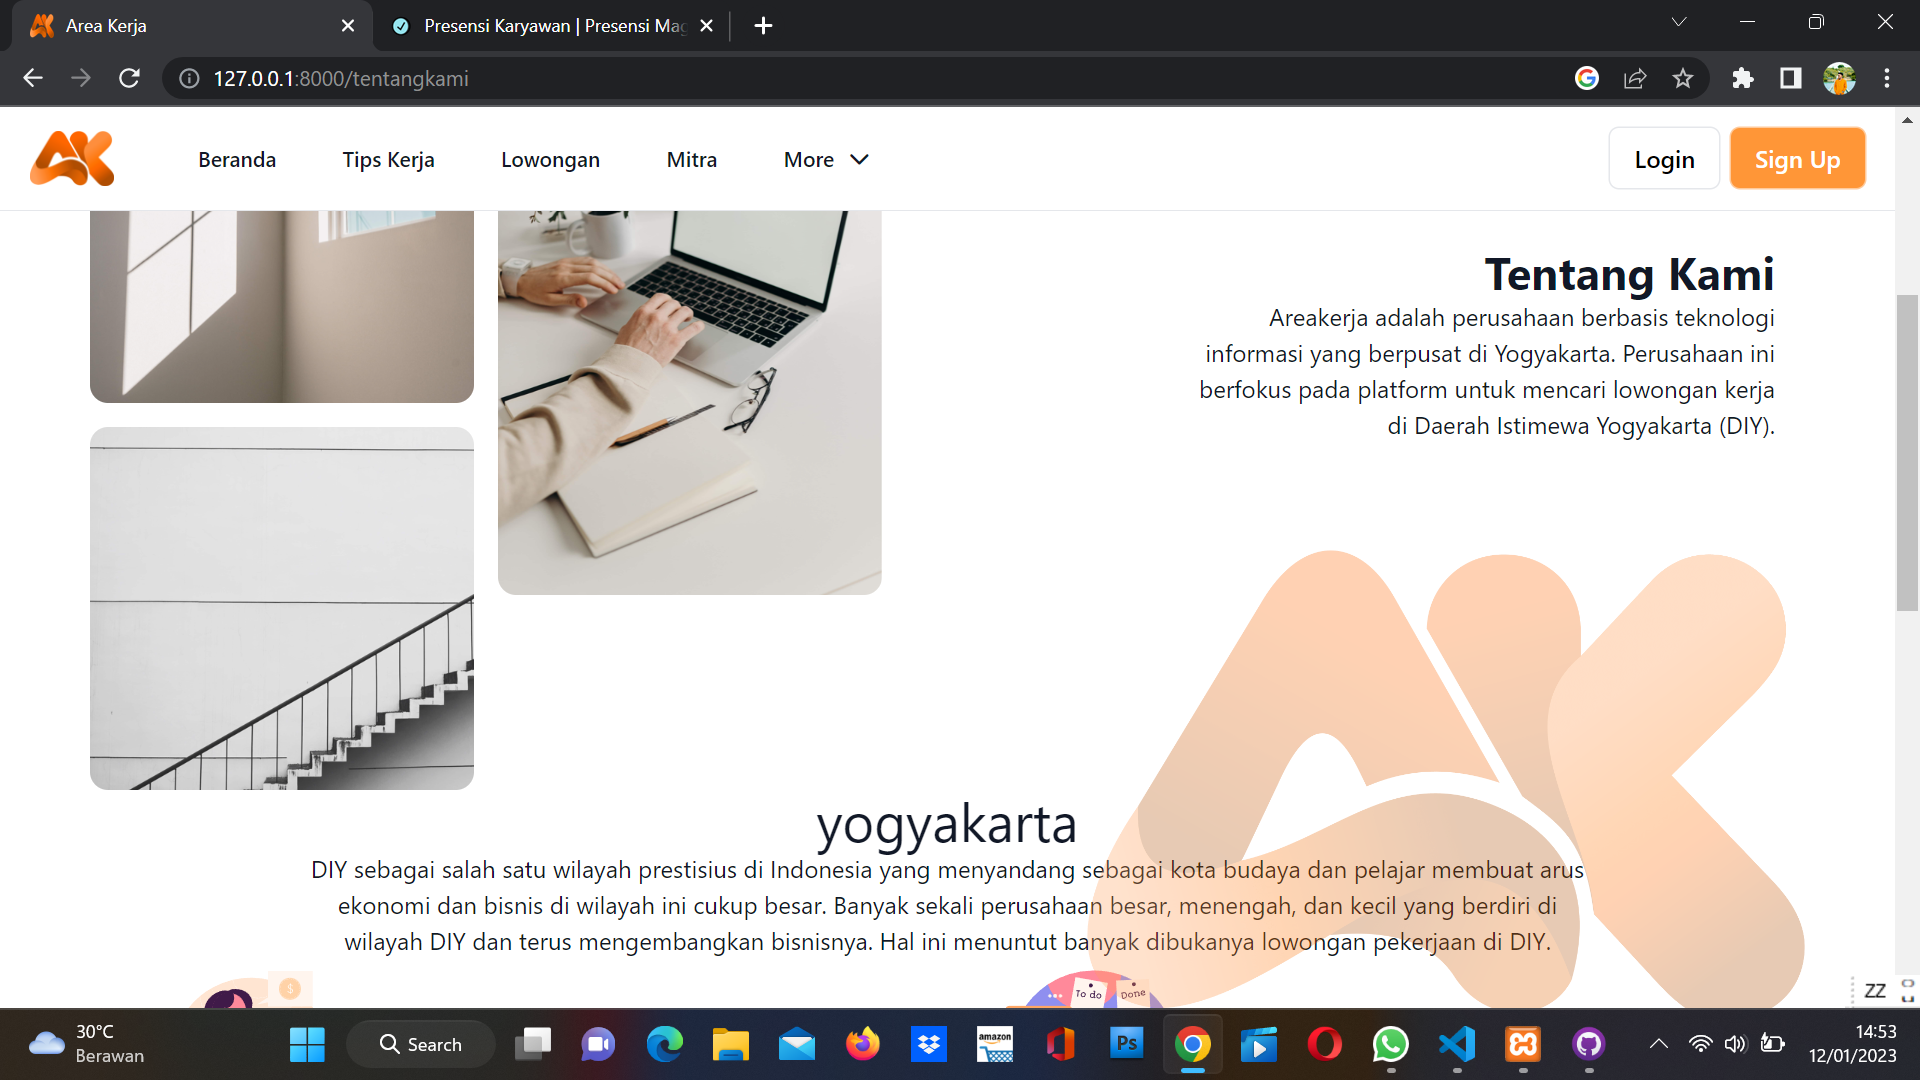 Area Kerja
Presensi Karyawan | Presensi Mag
127.0.0.1:8000/tentangkami
AK
Beranda
Tips Kerja
Lowongan
Mitra
More
Login
Sign Up
Tentang Kami
Areakerja adalah perusahaan berbasis teknologi
informasi yang berpusat di Yogyakarta. Perusahaan ini
berfokus pada platform untuk mencari lowongan kerja
di Daerah Istimewa Yogyakarta (DIY).
yogyakarta
DIY sebagai salah satu wilayah prestisius di Indonesia yang menyandang sebagai kota budaya dan pelajar membuat arus
ekonomi dan bisnis di wilayah ini cukup besar. Banyak sekali perusahaan besar, menengah, dan kecil yang berdiri di
wilayah DIY dan terus mengembangkan bisnisnya. Hal ini menuntut banyak dibukanya lowongan pekerjaan di DIY.
$
To do
Done
ZZ
30°C
Berawan
Search
amazon
Ps
14:53
12/01/2023